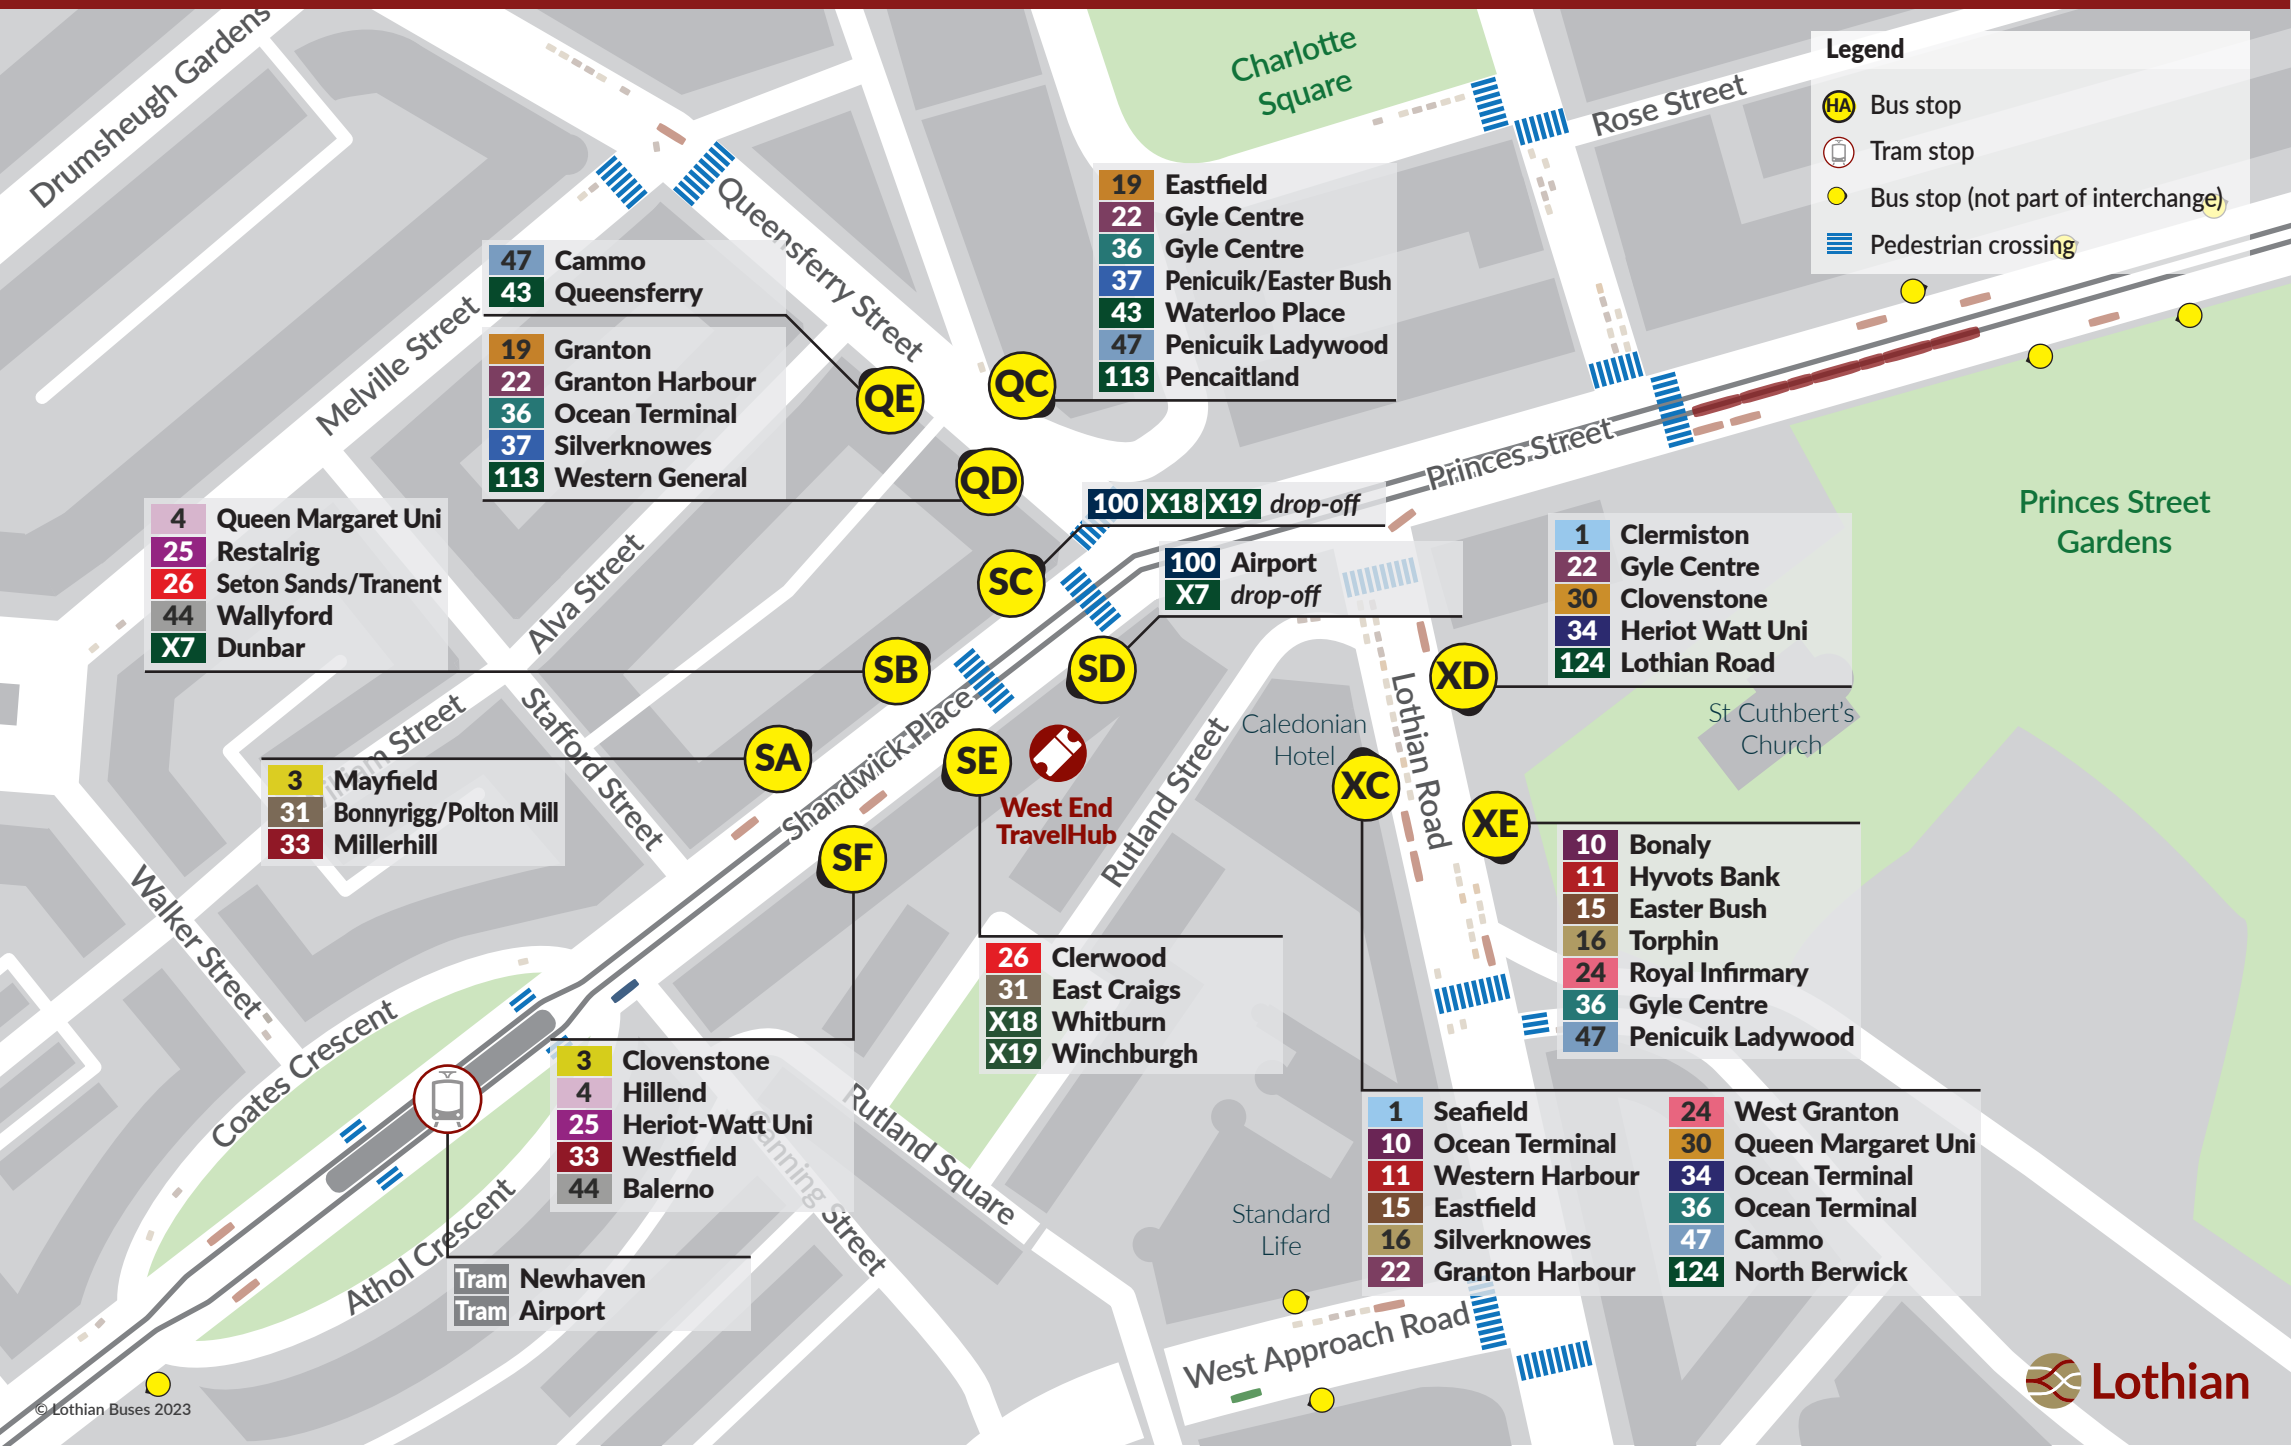 Drumsheugh Gardens
Charlotte
Square
Rose Street
Legend
HA Bus stop
Tram stop
Bus stop (not part of interchange)
Pedestrian crossing
Queensferry Street
Melville Street
47 Cammo
43 Queensferry
19 Granton
22 Granton Harbour
36 Ocean Terminal
37 Silverknowes
113 Western General
QE
QC
QD
19 Eastfield
22 Gyle Centre
36 Gyle Centre
37 Penicuik/Easter Bush
43 Waterloo Place
47 Penicuik Ladywood
113 Pencaitland
Princes Street
Princes Street
Gardens
4 Queen Margaret Uni
25 Restalrig
26 Seton Sands/Tranent
44 Wallyford
X7 Dunbar
Alva Street
100 X18 X19 drop-off
SC
100 Airport
X7 drop-off
SB
SD
1 Clermiston
22 Gyle Centre
30 Clovenstone
34 Heriot Watt Uni
124 Lothian Road
XD
Lothian Road
St Cuthbert's
Church
Caledonian
Hotel
William Street
Stafford Street
SA
3 Mayfield
31 Bonnyrigg/Polton Mill
33 Millerhill
Shandwick Place
SE
West End
TravelHub
Rutland Street
XC
XE
SF
Walker Street
10 Bonaly
11 Hyvots Bank
15 Easter Bush
16 Torphin
24 Royal Infirmary
36 Gyle Centre
47 Penicuik Ladywood
26 Clerwood
31 East Craigs
X18 Whitburn
X19 Winchburgh
Coates Crescent
3 Clovenstone
4 Hillend
25 Heriot-Watt Uni
33 Westfield
44 Balerno
Canning Street
Rutland Square
Athol Crescent
Tram Newhaven
Tram Airport
1 Seafield
10 Ocean Terminal
11 Western Harbour
15 Eastfield
16 Silverknowes
22 Granton Harbour
24 West Granton
30 Queen Margaret Uni
34 Ocean Terminal
36 Ocean Terminal
47 Cammo
124 North Berwick
Standard
Life
West Approach Road
© Lothian Buses 2023
Lothian